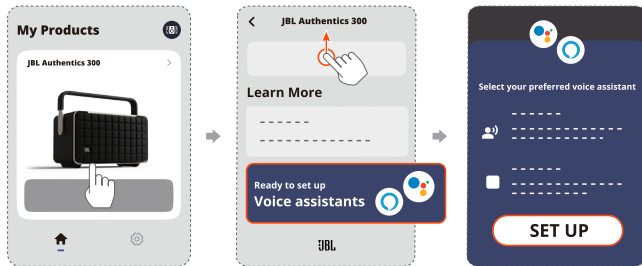 My Products
JBL Authentics 300
JBL Authentics 300
Learn More
Ready to set up
Voice assistants
JBL
Select your preferred voice assistant
SET UP